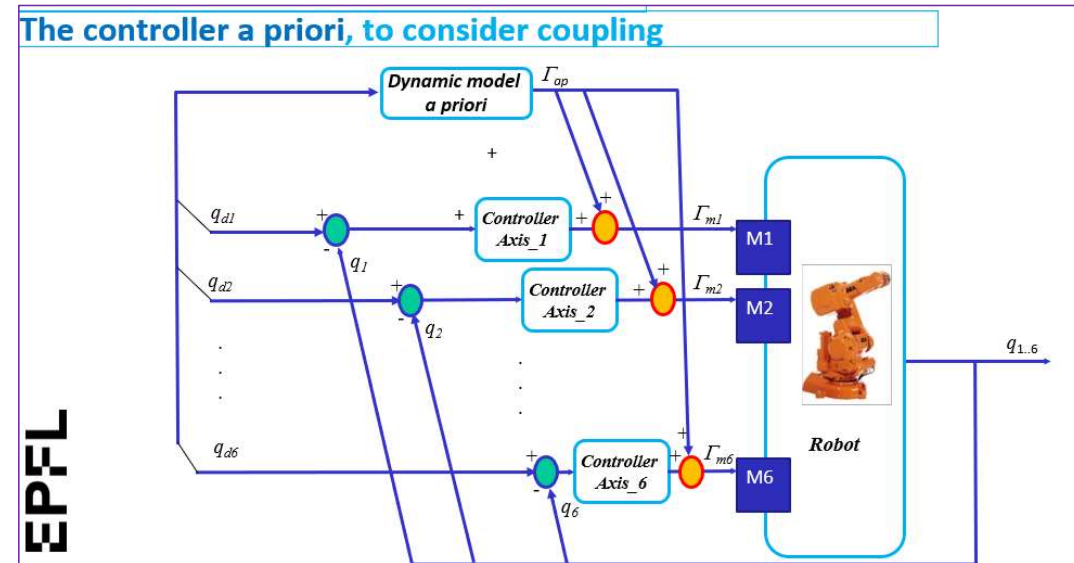 The controller a priori, to consider coupling
Dynamic model
a priori
Γap
+
qd1
+
-
q1
+
Controller
Axis_1
+
+
Γm1
M1
qd2
+
-
q2
Controller
Axis_2
+
+
Γm2
M2
q1..6
.
.
.
.
.
.
Robot
qd6
+
-
q6
Controller
Axis_6
+
+
Γm6
M6
EPFL